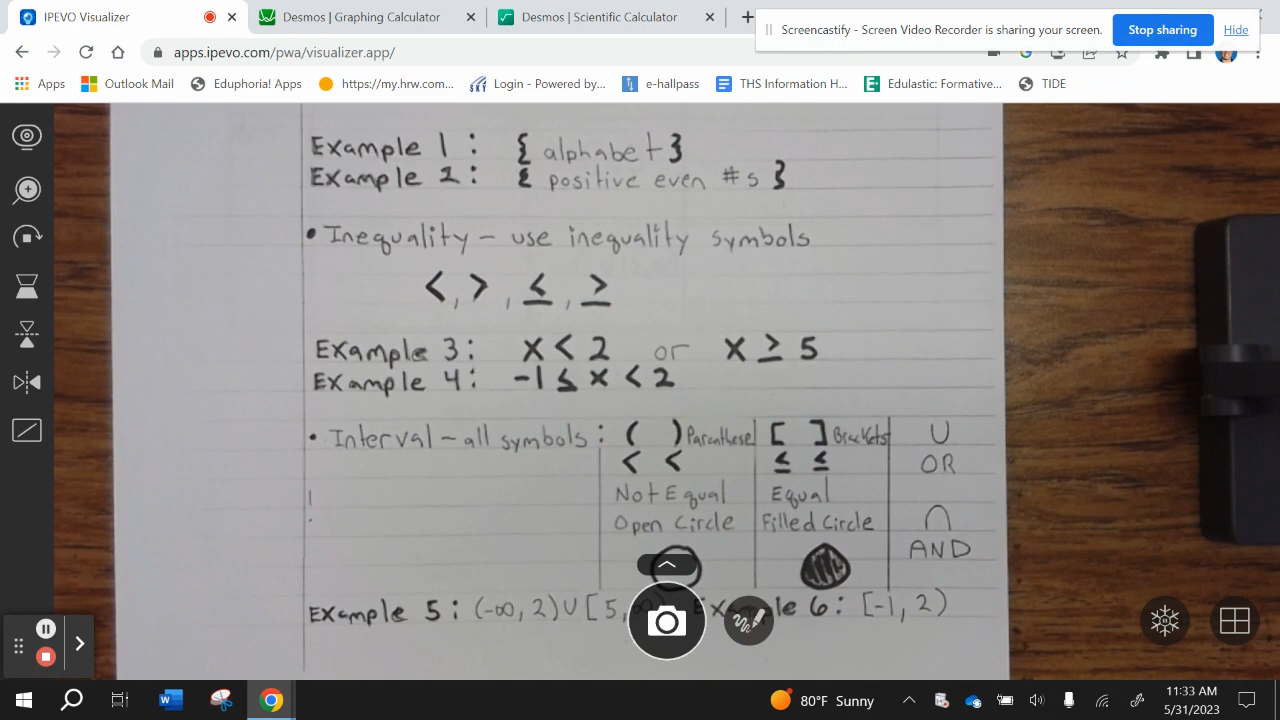 IPEVO Visualizer
Desmos | Graphing Calculator
Desmos | Scientific Calculator
Screencastify - Screen Video Recorder is sharing your screen.
Stop sharing
Hide
apps.ipevo.com/pwa/visualizer.app/
Apps
Outlook Mail
Eduphoria! Apps
https://my.hrw.com...
Login - Powered by...
e-hallpass
THS Information H...
Edulastic: Formative...
TIDE
Example 1: { alphabet }
Example 2: { positive even #s }
• Inequality - use inequality symbols
<, >, ≤, ≥
Example 3: x < 2 or x ≥ 5
Example 4: -1 ≤ x < 2
• Interval - all symbols: ( ) Parantheses [ ] Brackets U
< < ≤ ≤ OR
Not Equal Equal
Open Circle Filled Circle ∩
AND
Example 5: (-∞, 2) U [5, ∞) Example 6: [-1, 2)
80°F Sunny
11:33 AM
5/31/2023